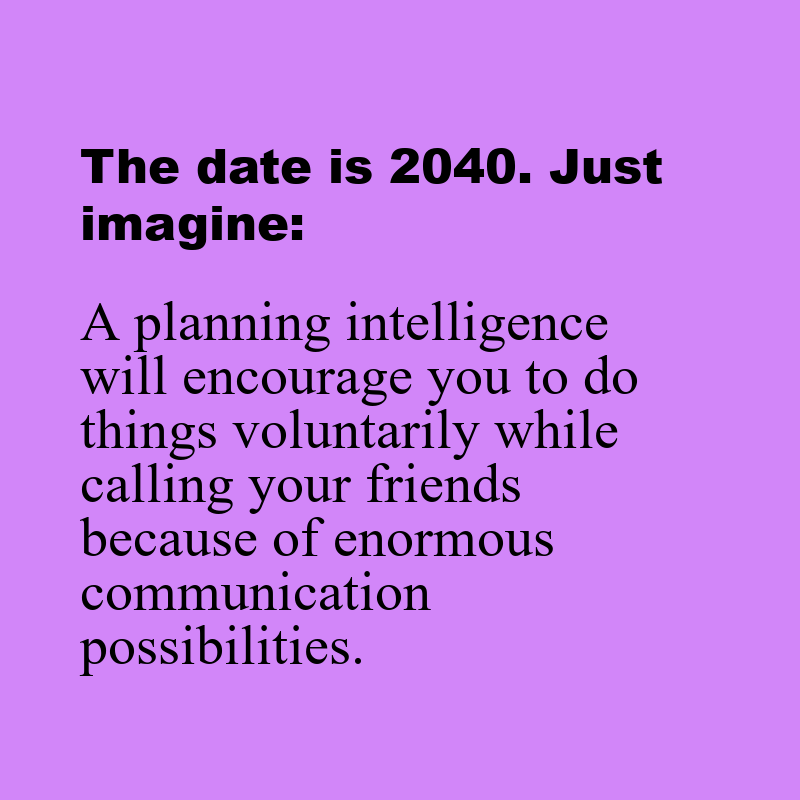 The date is 2040. Just
imagine:
A planning intelligence
will encourage you to do
things voluntarily while
calling your friends
because of enormous
communication
possibilities.